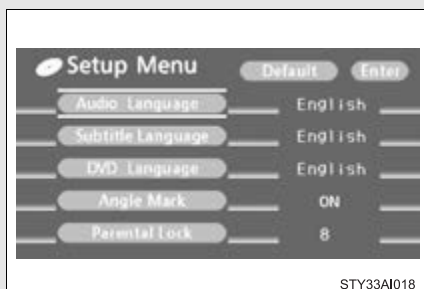 Setup Menu Default Enter
Audio Language English
Subtitle Language English
DVD Language English
Angle Mark ON
Parental Lock 8
STY33AI018